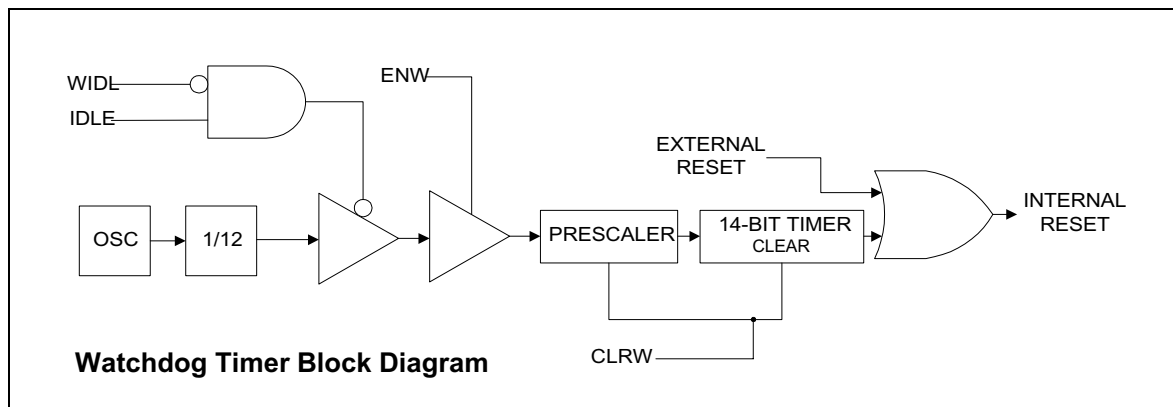 WIDL
IDLE
ENW
EXTERNAL
RESET
OSC
1/12
PRESCALER
14-BIT TIMER
CLEAR
INTERNAL
RESET
CLRW
Watchdog Timer Block Diagram